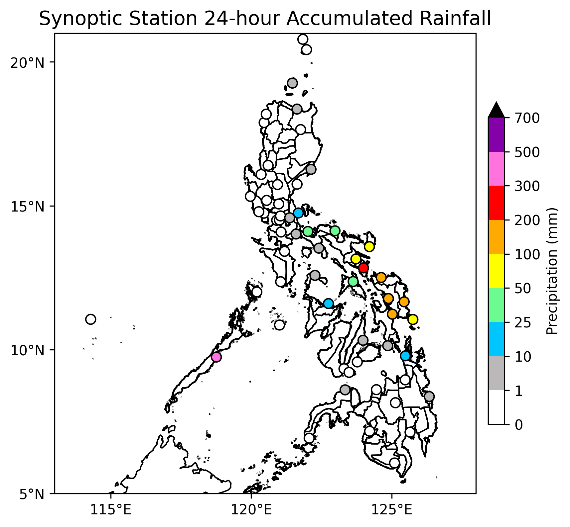 Synoptic Station 24-hour Accumulated Rainfall
20°N
15°N
10°N
5°N
115°E
120°E
125°E
700
500
300
200
100
50
25
10
1
0
Precipitation (mm)